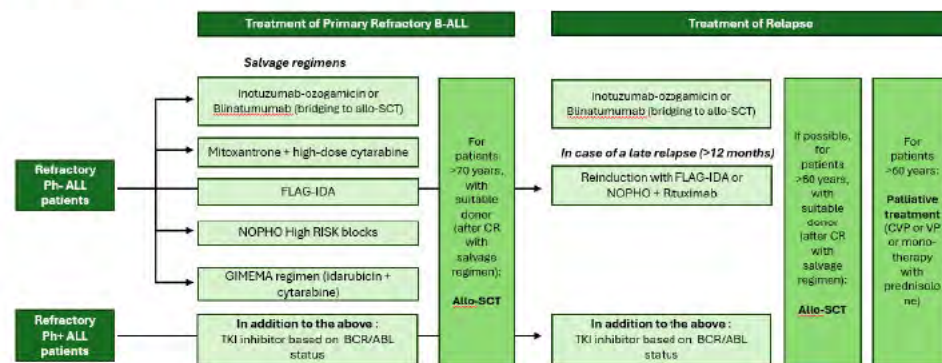 Treatment of Primary Refractory B-ALL
Treatment of Relapse
Salvage regimens
Refractory
Ph- ALL
patients
Inotuzumab-ozogamicin or
Blinatumumab (bridging to allo-SCT)
Mitoxantrone + high-dose cytarabine
FLAG-IDA
NOPHO High RISK blocks
GIMEMA regimen (idarubicin +
cytarabine)
For
patients
>70 years,
with
suitable
donor
(after CR
with
salvage
regimen):
Allo-SCT
Inotuzumab-ozogamicin or
Blinatumumab (bridging to allo-SCT)
In case of a late relapse (>12 months)
Reinduction with FLAG-IDA or
NOPHO + Rituximab
If possible,
for
patients
>60 years,
with
suitable
donor
(after CR
with
salvage
regimen):
Allo-SCT
For
patients
>60 years:
Palliative
treatment
(CVP or VP
or mono-
therapy
with
prednisolo
ne)
Refractory
Ph+ ALL
patients
In addition to the above :
TKI inhibitor based on BCR/ABL
status
In addition to the above :
TKI inhibitor based on BCR/ABL
status